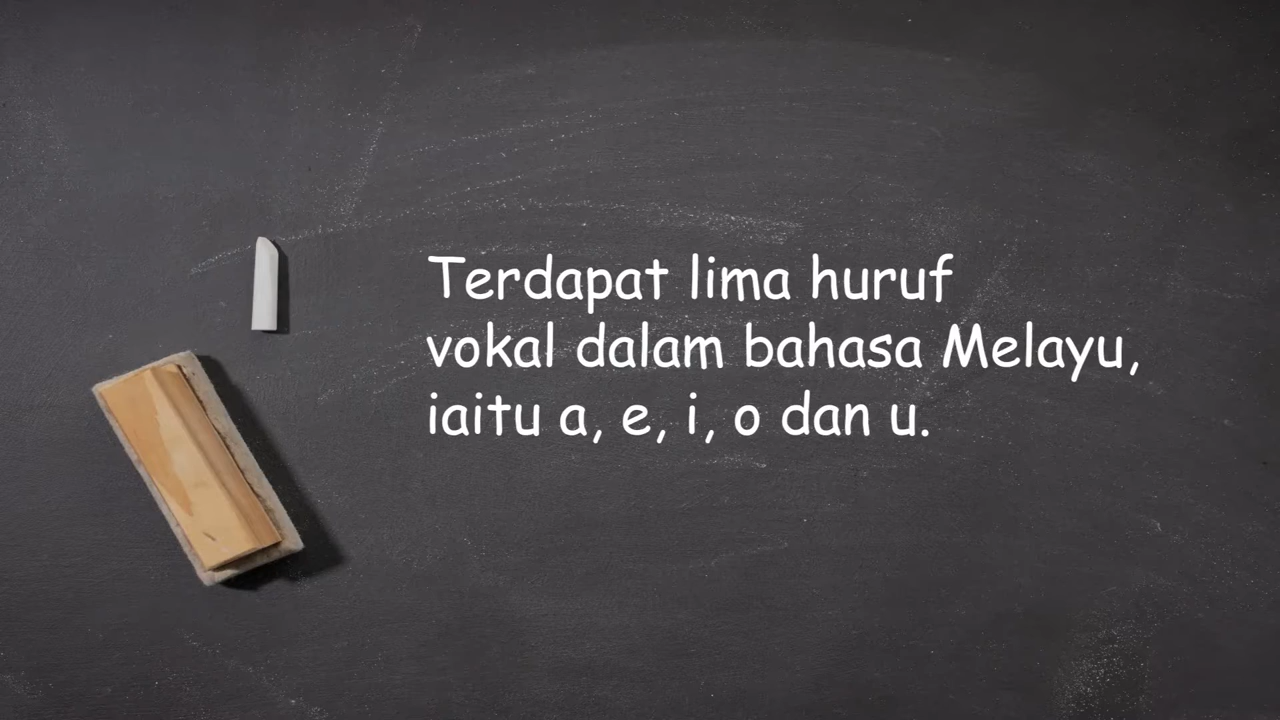 Terdapat lima huruf
vokal dalam bahasa Melayu,
iaitu a, e, i, o dan u.